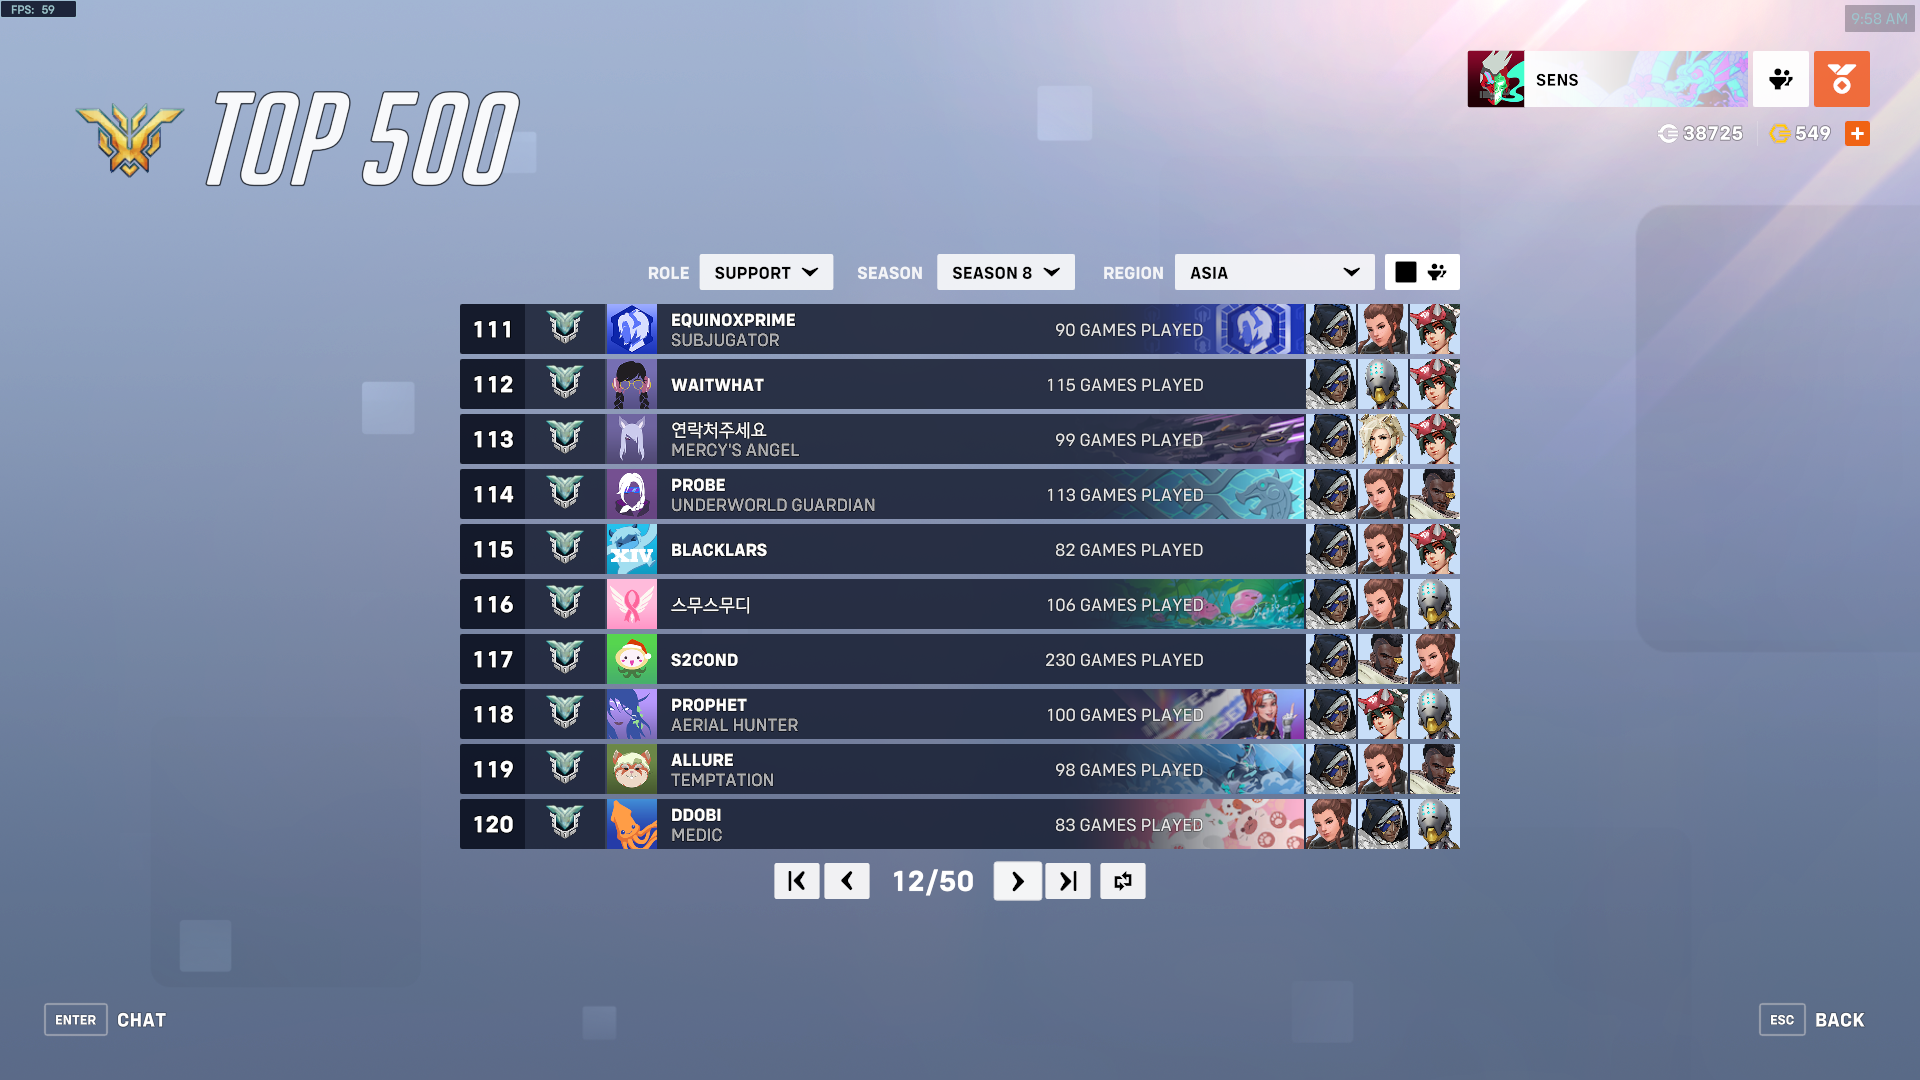 FPS: 59
9:58 AM
TOP 500
SENS
38725
549
ROLE SUPPORT SEASON SEASON 8 REGION ASIA
111 EQUINOXPRIME 90 GAMES PLAYED
SUBJUGATOR
112 WAITWHAT 115 GAMES PLAYED
113 연락처주세요 99 GAMES PLAYED
MERCY'S ANGEL
114 PROBE 113 GAMES PLAYED
UNDERWORLD GUARDIAN
115 XIV BLACKLARS 82 GAMES PLAYED
116 스무스무디 106 GAMES PLAYED
117 S2COND 230 GAMES PLAYED
118 PROPHET 100 GAMES PLAYED
AERIAL HUNTER
119 ALLURE 98 GAMES PLAYED
TEMPTATION
120 DDOBI 83 GAMES PLAYED
MEDIC
12/50
ENTER CHAT
ESC BACK